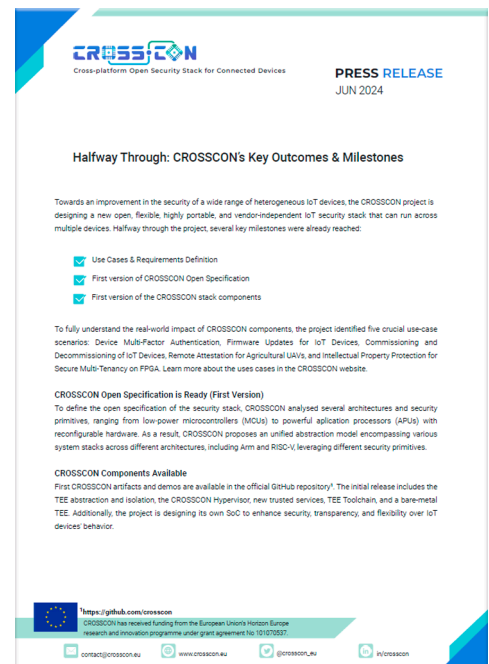 CROSSCON
Cross-platform Open Security Stack for Connected Devices
PRESS RELEASE
JUN 2024
Halfway Through: CROSSCON's Key Outcomes & Milestones
Towards an improvement in the security of a wide range of heterogeneous IoT devices, the CROSSCON project is
designing a new open, flexible, highly portable, and vendor-independent IoT security stack that can run across
multiple devices. Halfway through the project, several key milestones were already reached:
Use Cases & Requirements Definition
First version of CROSSCON Open Specification
First version of the CROSSCON stack components
To fully understand the real-world impact of CROSSCON components, the project identified five crucial use-case
scenarios: Device Multi-Factor Authentication, Firmware Updates for IoT Devices, Commissioning and
Decommissioning of IoT Devices, Remote Attestation for Agricultural UAVs, and Intellectual Property Protection for
Secure Multi-Tenancy on FPGA. Learn more about the uses cases in the CROSSCON website.
CROSSCON Open Specification is Ready (First Version)
To define the open specification of the security stack, CROSSCON analysed several architectures and security
primitives, ranging from low-power microcontrollers (MCUs) to powerful aplication processors (APUs) with
reconfigurable hardware. As a result, CROSSCON proposes an unified abstraction model encompassing various
system stacks across different architectures, including Arm and RISC-V, leveraging different security primitives.
CROSSCON Components Available
First CROSSCON artifacts and demos are available in the official GitHub repository¹. The initial release includes the
TEE abstraction and isolation, the CROSSCON Hypervisor, new trusted services, TEE Toolchain, and a bare-metal
TEE. Additionally, the project is designing its own SoC to enhance security, transparency, and flexibility over IoT
devices' behavior.
¹https://github.com/crosscon
CROSSCON has received funding from the European Union's Horizon Europe
research and innovation programme under grant agreement No 101070537.
contact@crosscon.eu
www.crosscon.eu
@crosscon_eu
in/crosscon